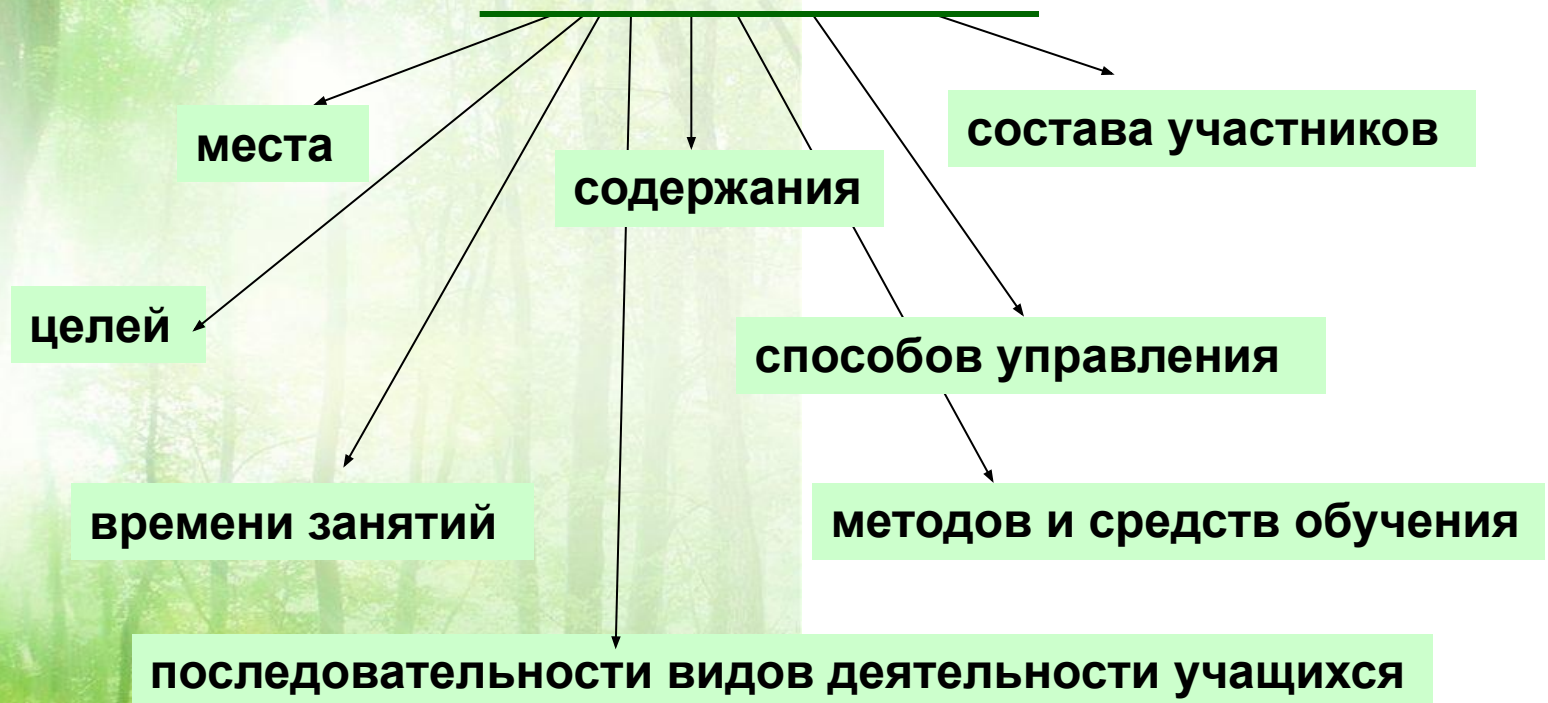 состава участников
места
содержания
целей
способов управления
времени занятий
методов и средств обучения
последовательности видов деятельности учащихся